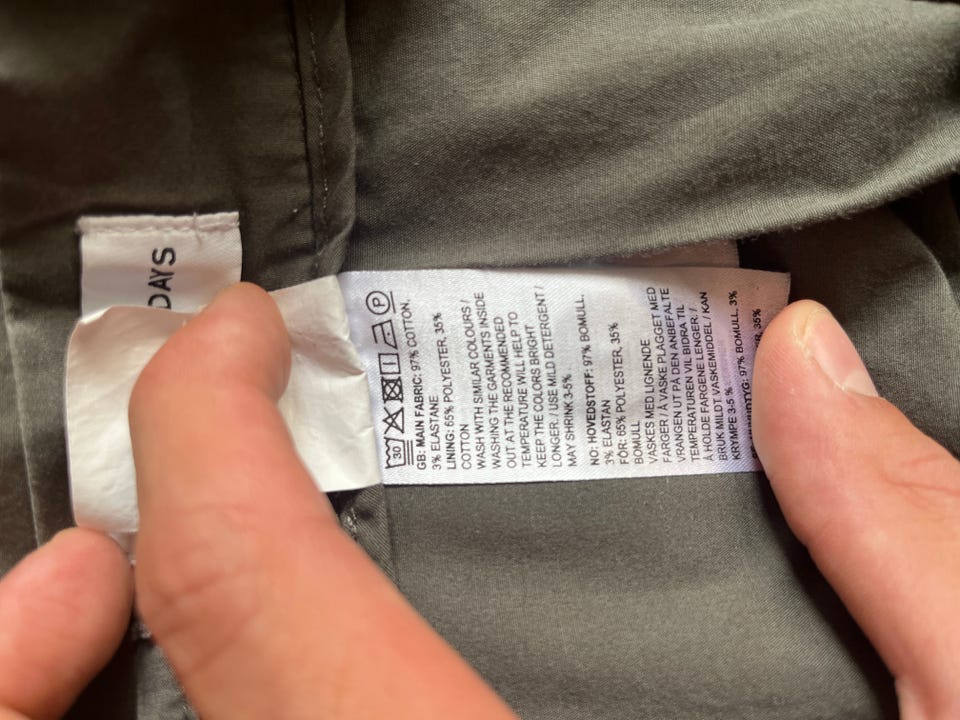 DAYS
30 P
GB: MAIN FABRIC: 97% COTTON,
3% ELASTANE
LINING: 65% POLYESTER, 35%
COTTON
WASH WITH SIMILAR COLOURS /
WASHING THE GARMENTS INSIDE
OUT AT THE RECOMMENDED
TEMPERATURE WILL HELP TO
KEEP THE COLORS BRIGHT
LONGER / USE MILD DETERGENT /
MAY SHRINK 3-5%
NO: HOVEDSTOFF: 97% BOMULL,
3% ELASTAN
FÔR: 65% POLYESTER, 35%
BOMULL
VASKES MED LIGNENDE
FARGER / Å VASKE PLAGGET MED
VRANGEN UT PÅ DEN ANBEFALTE
TEMPERATUREN VIL BIDRA TIL
Å HOLDE FARGENE LENGER. /
BRUK MILDT VASKEMIDDEL / KAN
KRYMPE 3-5 %
97% BOMULL, 3%
35%